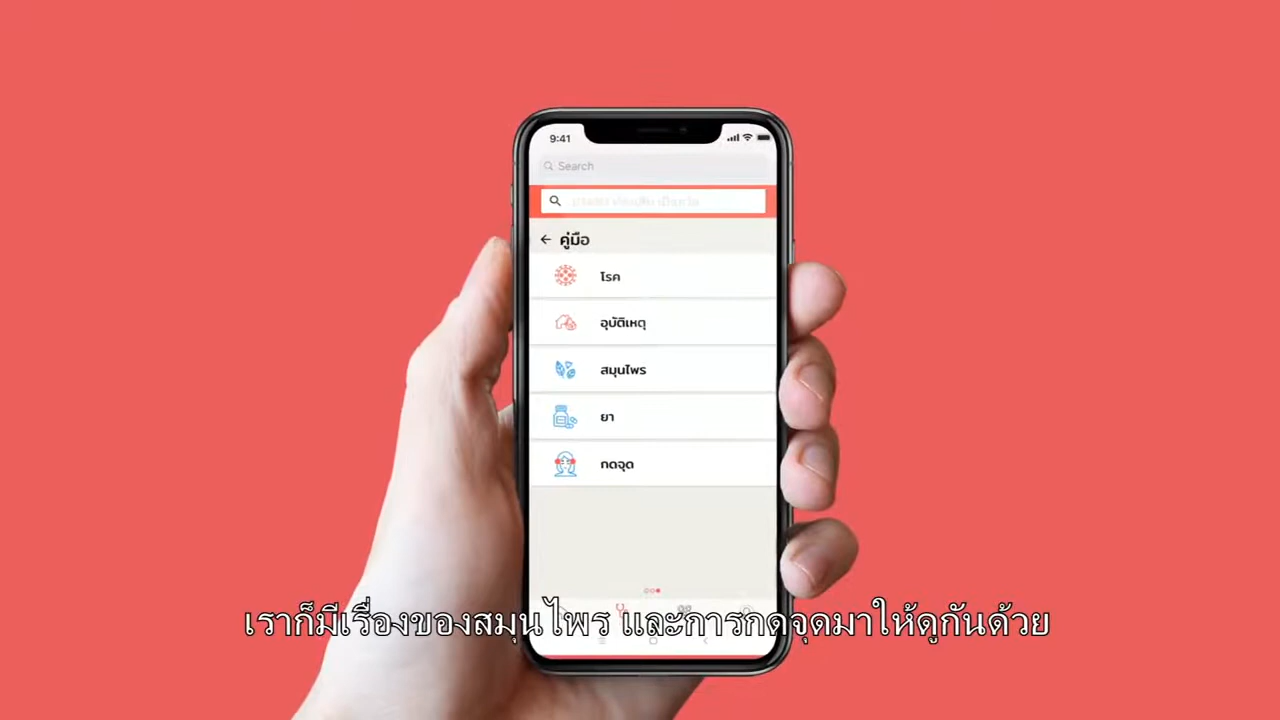 9:41
Search
คู่มือ
โรค
อุบัติเหตุ
สมุนไพร
ยา
กดจุด
เราก็มีเรื่องของสมุนไพร และการกดจุดมาให้ดูกันด้วย